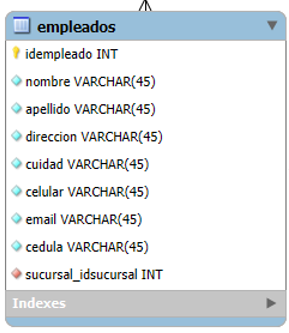 empleados
idempleado INT
nombre VARCHAR(45)
apellido VARCHAR(45)
direccion VARCHAR(45)
cuidad VARCHAR(45)
celular VARCHAR(45)
email VARCHAR(45)
cedula VARCHAR(45)
sucursal_idsucursal INT
Indexes